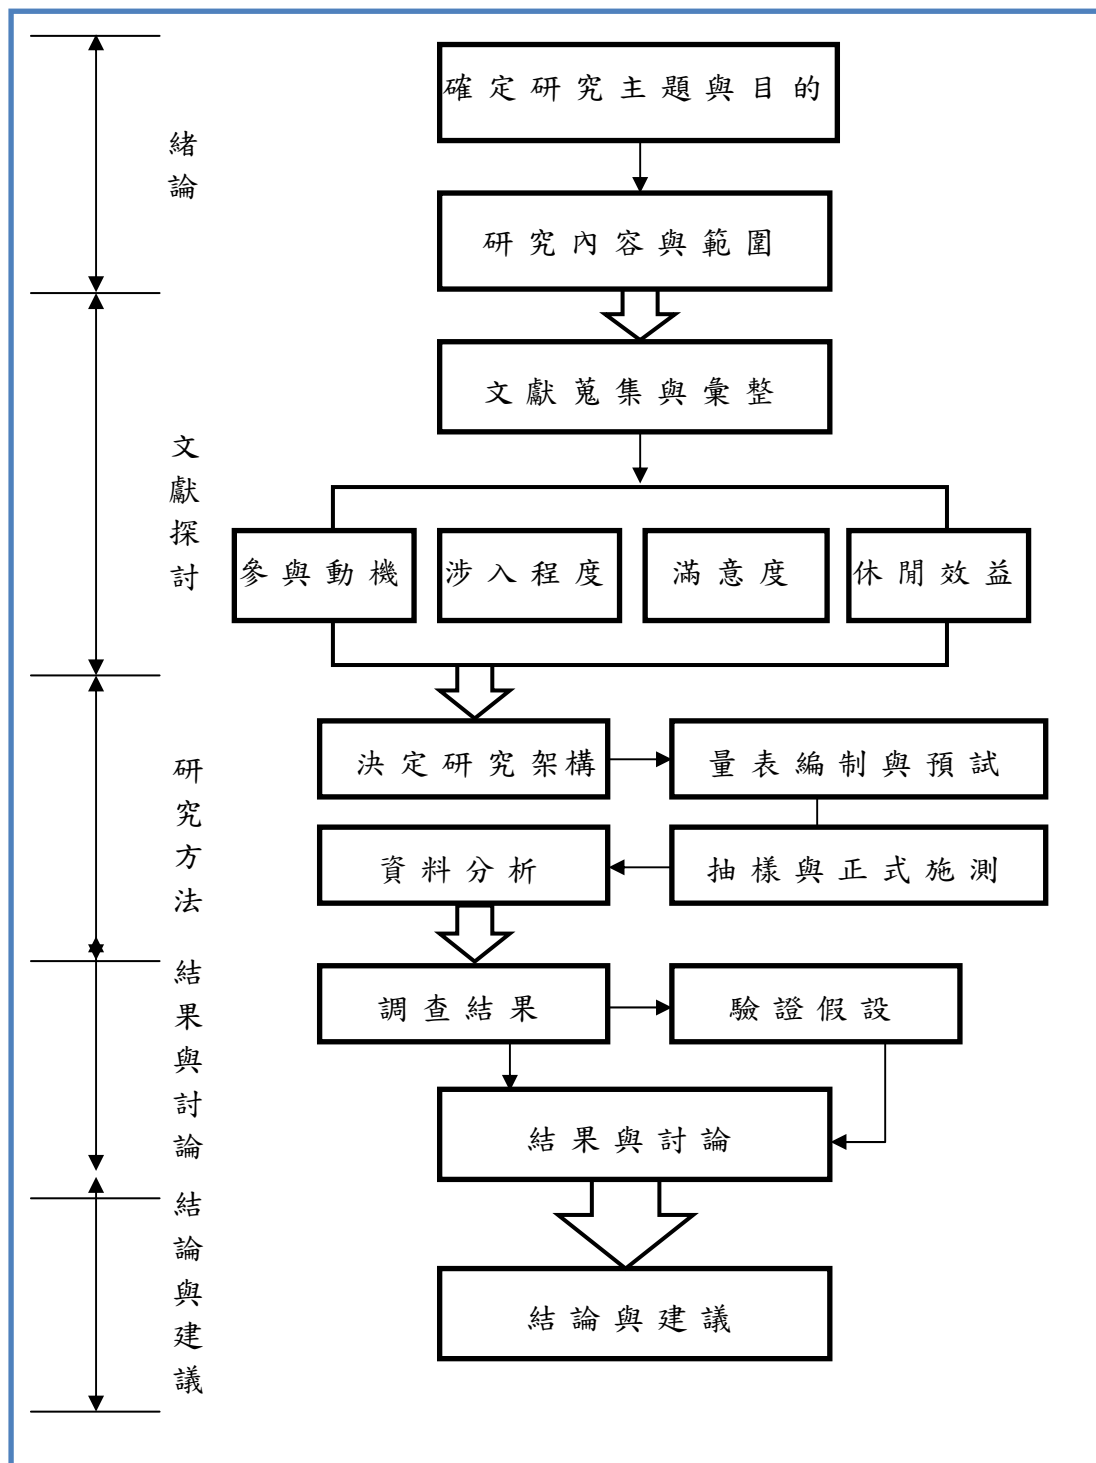 確定研究主題與目的
緒論
研究內容與範圍
文獻蒐集與彙整
文獻探討
參與動機
涉入程度
滿意度
休閒效益
研究方法
決定研究架構
量表編制與預試
資料分析
抽樣與正式施測
結果與討論
調查結果
驗證假設
結果與討論
結論與建議
結論與建議